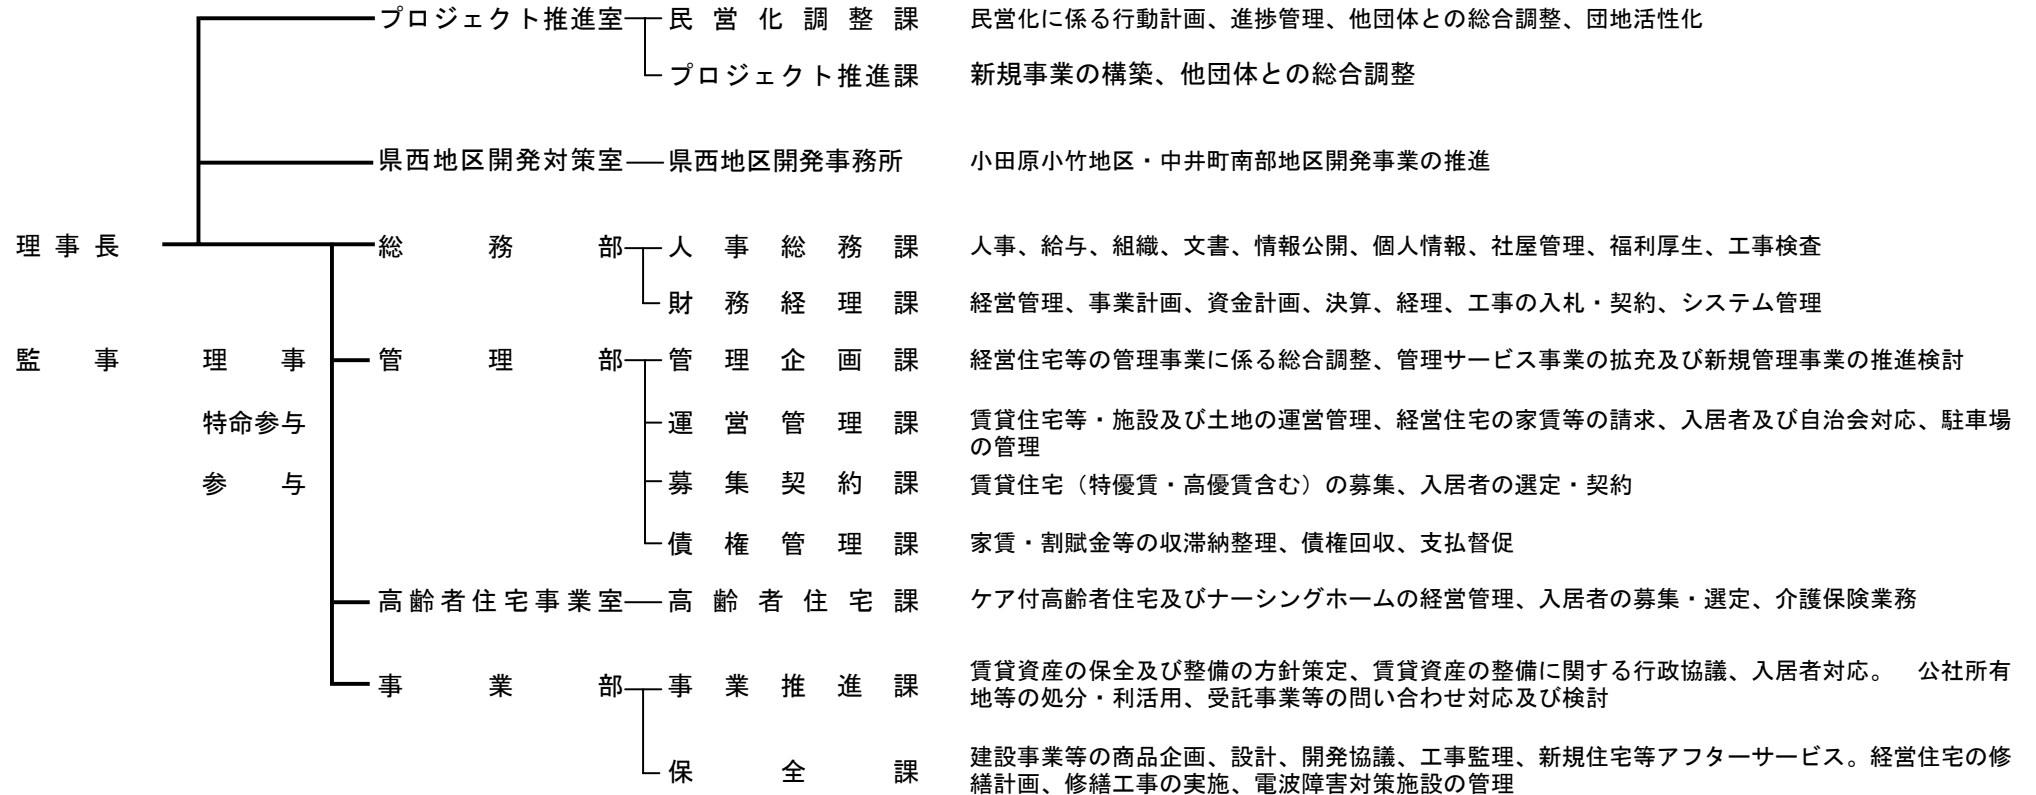 プロジェクト推進室 民営化調整課 民営化に係る行動計画、進捗管理、他団体との総合調整、団地活性化
プロジェクト推進課 新規事業の構築、他団体との総合調整
県西地区開発対策室 県西地区開発事務所 小田原小竹地区・中井町南部地区開発事業の推進
理事長 総務部 人事総務課 人事、給与、組織、文書、情報公開、個人情報、社屋管理、福利厚生、工事検査
財務経理課 経営管理、事業計画、資金計画、決算、経理、工事の入札・契約、システム管理
監事 理事 管理部 管理企画課 経営住宅等の管理事業に係る総合調整、管理サービス事業の拡充及び新規管理事業の推進検討
特命参与 運営管理課 賃貸住宅等・施設及び土地の運営管理、経営住宅の家賃等の請求、入居者及び自治会対応、駐車場
の管理
参与 募集契約課 賃貸住宅（特優賃・高優賃含む）の募集、入居者の選定・契約
債権管理課 家賃・割賦金等の収滞納整理、債権回収、支払督促
高齢者住宅事業室 高齢者住宅課 ケア付高齢者住宅及びナーシングホームの経営管理、入居者の募集・選定、介護保険業務
事業部 事業推進課 賃貸資産の保全及び整備の方針策定、賃貸資産の整備に関する行政協議、入居者対応。　公社所有
地等の処分・利活用、受託事業等の問い合わせ対応及び検討
保全課 建設事業等の商品企画、設計、開発協議、工事監理、新規住宅等アフターサービス。経営住宅の修
繕計画、修繕工事の実施、電波障害対策施設の管理